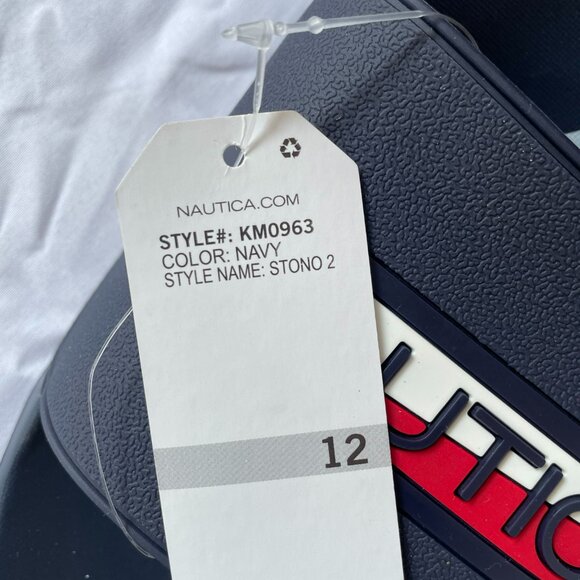 NAUTICA.COM
STYLE#: KM0963
COLOR: NAVY
STYLE NAME: STONO 2
12
UTIC